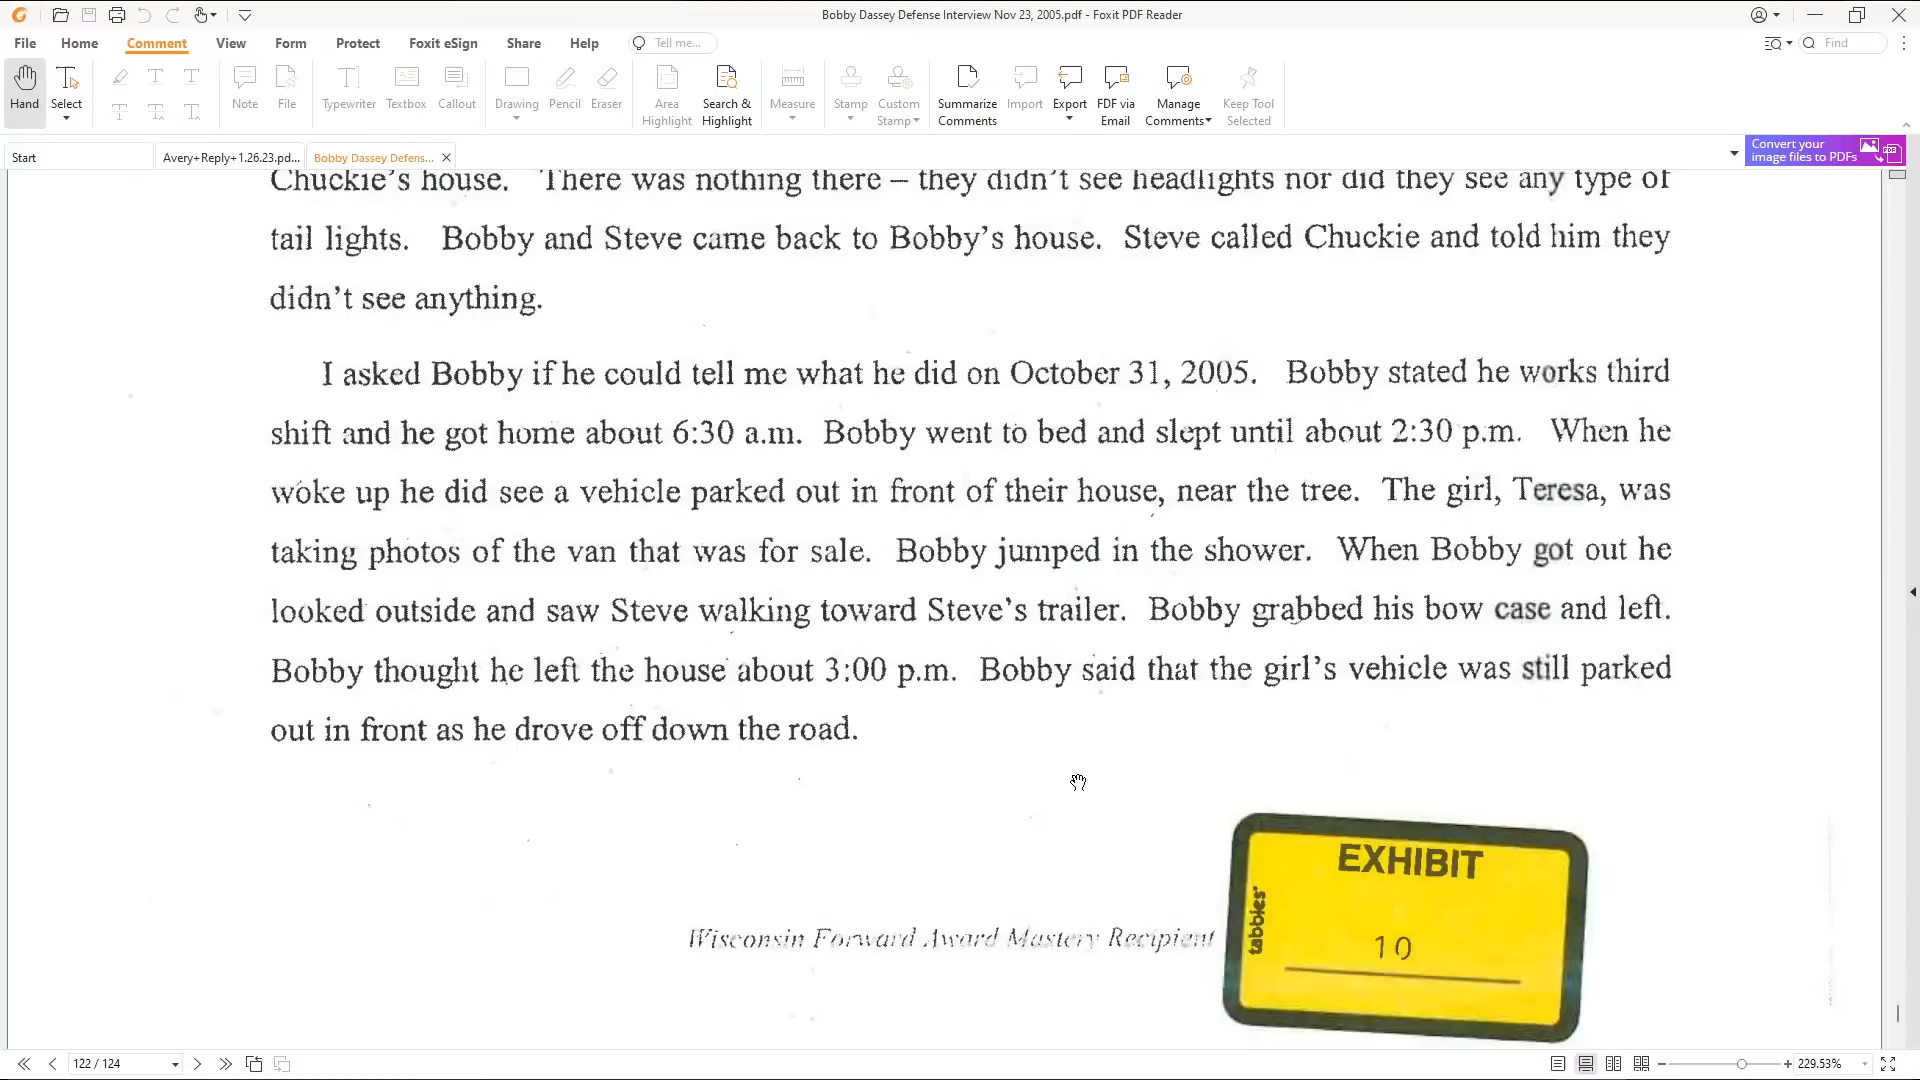 Bobby Dassey Defense Interview Nov 23, 2005.pdf - Foxit PDF Reader
File Home Comment View Form Protect Foxit eSign Share Help Tell me... Find
Hand Select Note File Typewriter Textbox Callout Drawing Pencil Eraser Area Highlight Search & Highlight Measure Stamp Custom Stamp Summarize Comments Import Export FDF via Email Manage Comments Keep Tool Selected
Start Avery+Reply+1.26.23.pd... Bobby Dassey Defens...
Convert your
image files to PDFs
Chuckie's house. There was nothing there – they didn't see headlights nor did they see any type of
tail lights. Bobby and Steve came back to Bobby's house. Steve called Chuckie and told him they
didn't see anything.
I asked Bobby if he could tell me what he did on October 31, 2005. Bobby stated he works third
shift and he got home about 6:30 a.m. Bobby went to bed and slept until about 2:30 p.m. When he
woke up he did see a vehicle parked out in front of their house, near the tree. The girl, Teresa, was
taking photos of the van that was for sale. Bobby jumped in the shower. When Bobby got out he
looked outside and saw Steve walking toward Steve's trailer. Bobby grabbed his bow case and left.
Bobby thought he left the house about 3:00 p.m. Bobby said that the girl's vehicle was still parked
out in front as he drove off down the road.
EXHIBIT
tabbies'
10
Wisconsin Forward Award Mastery Recipient
122 / 124 229.53%